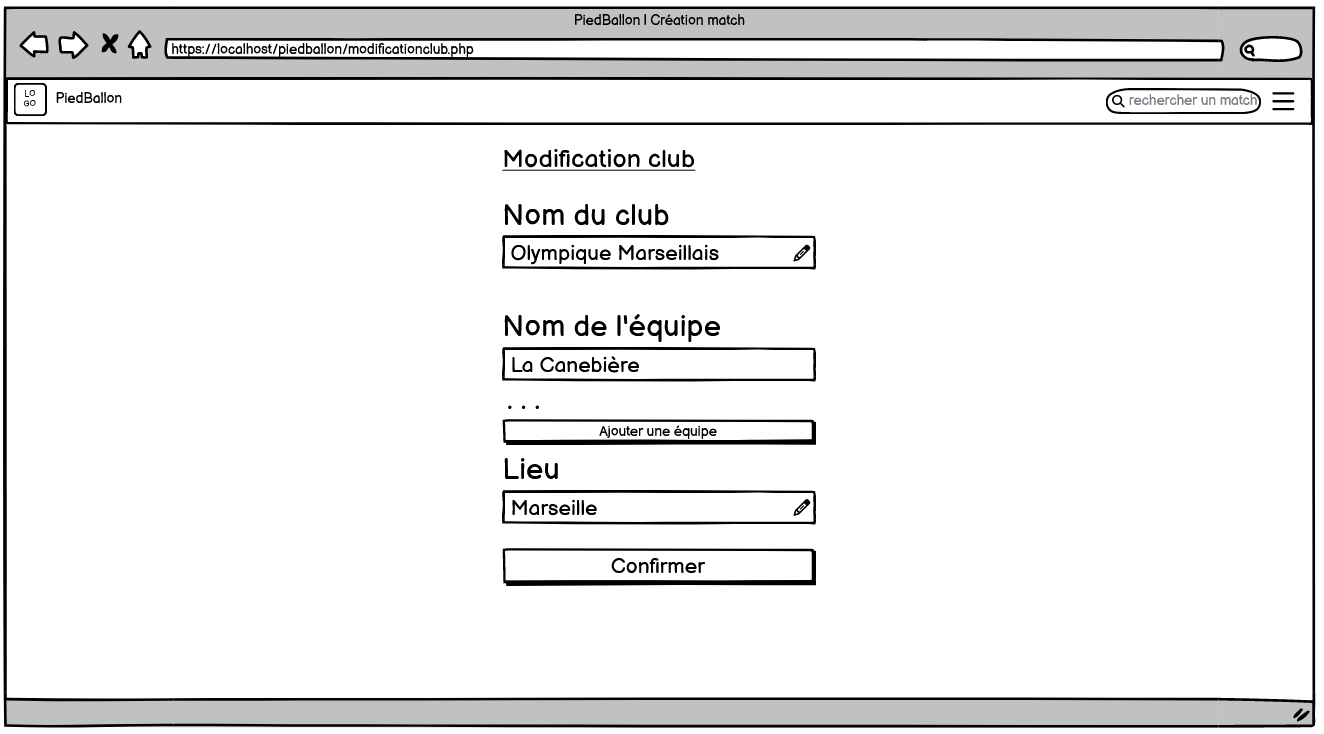 PiedBallon | Création match
https://localhost/piedballon/modificationclub.php
LO
GO
PiedBallon
rechercher un match
Modification club
Nom du club
Olympique Marseillais
Nom de l'équipe
La Canebière
...
Ajouter une équipe
Lieu
Marseille
Confirmer